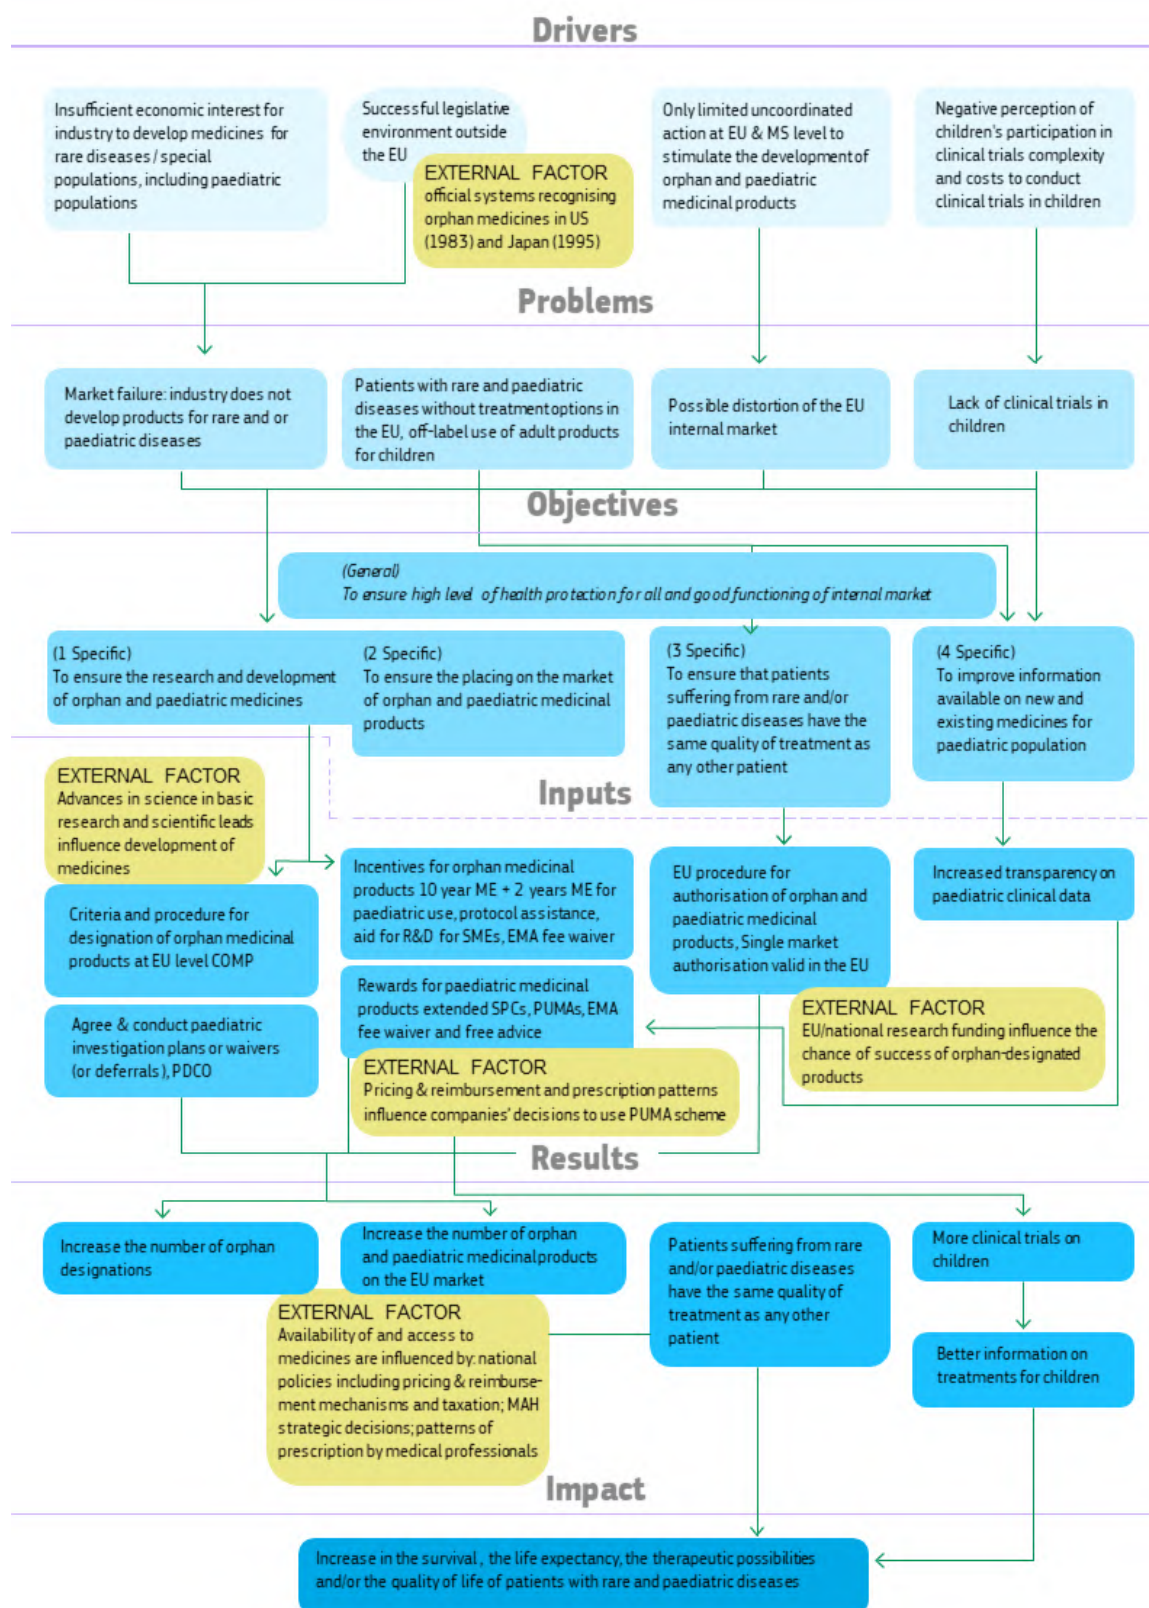 Drivers
Insufficient economic interest for
industry to develop medicines for
rare diseases / special
populations, including paediatric
populations
Successful legislative
environment outside
the EU
EXTERNAL FACTOR
official systems recognising
orphan medicines in US
(1983) and Japan (1995)
Only limited uncoordinated
action at EU & MS level to
stimulate the development of
orphan and paediatric
medicinal products
Negative perception of
children's participation in
clinical trials complexity
and costs to conduct
clinical trials in children
Problems
Market failure: industry does not
develop products for rare and or
paediatric diseases
Patients with rare and paediatric
diseases without treatment options in
the EU, off-label use of adult products
for children
Possible distortion of the EU
internal market
Lack of clinical trials in
children
Objectives
(General)
To ensure high level of health protection for all and good functioning of internal market
(1 Specific)
To ensure the research and development
of orphan and paediatric medicines
(2 Specific)
To ensure the placing on the market
of orphan and paediatric medicinal
products
(3 Specific)
To ensure that patients
suffering from rare and/or
paediatric diseases have the
same quality of treatment as
any other patient
(4 Specific)
To improve information
available on new and
existing medicines for
paediatric population
Inputs
EXTERNAL FACTOR
Advances in science in basic
research and scientific leads
influence development of
medicines
Criteria and procedure for
designation of orphan medicinal
products at EU level COMP
Agree & conduct paediatric
investigation plans or waivers
(or deferrals), PDCO
Incentives for orphan medicinal
products 10 year ME + 2 years ME for
paediatric use, protocol assistance,
aid for R&D for SMEs, EMA fee waiver
Rewards for paediatric medicinal
products extended SPCs, PUMAs, EMA
fee waiver and free advice
EXTERNAL FACTOR
Pricing & reimbursement and prescription patterns
influence companies' decisions to use PUMA scheme
EU procedure for
authorisation of orphan and
paediatric medicinal
products, Single market
authorisation valid in the EU
EXTERNAL FACTOR
EU/national research funding influence the
chance of success of orphan-designated
products
Increased transparency on
paediatric clinical data
Results
Increase the number of orphan
designations
Increase the number of orphan
and paediatric medicinal products
on the EU market
EXTERNAL FACTOR
Availability of and access to
medicines are influenced by: national
policies including pricing & reimburse-
ment mechanisms and taxation; MAH
strategic decisions; patterns of
prescription by medical professionals
Patients suffering from rare
and/or paediatric diseases
have the same quality of
treatment as any other
patient
More clinical trials on
children
Better information on
treatments for children
Impact
Increase in the survival, the life expectancy, the therapeutic possibilities
and/or the quality of life of patients with rare and paediatric diseases